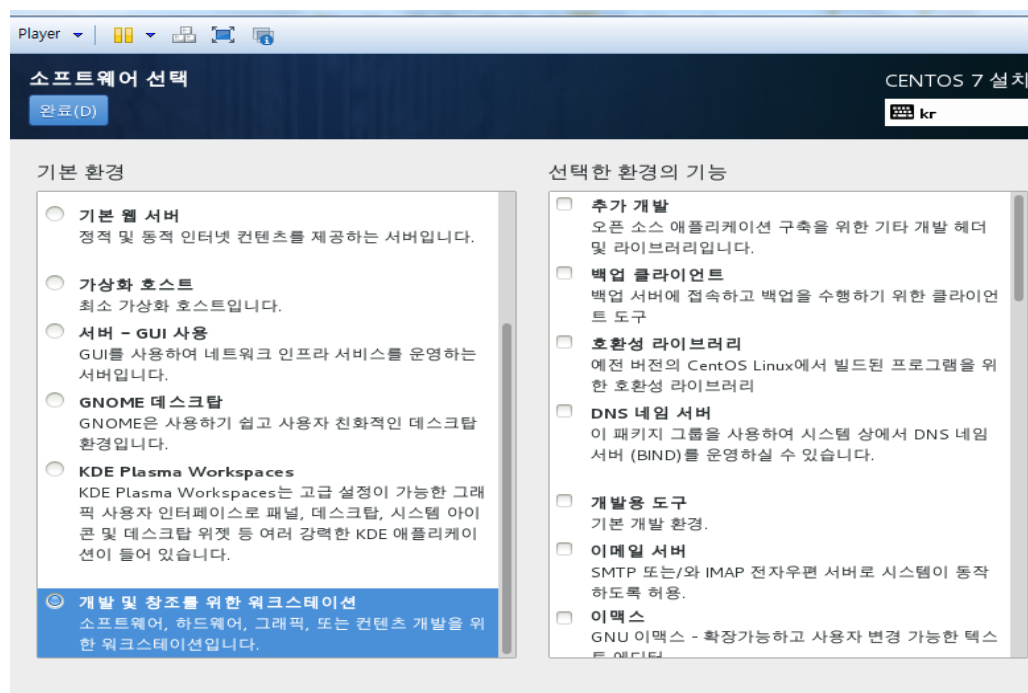 Player
소프트웨어 선택
CENTOS 7 설치
완료(D)
kr
기본 환경
기본 웹 서버
정적 및 동적 인터넷 컨텐츠를 제공하는 서버입니다.
가상화 호스트
최소 가상화 호스트입니다.
서버 - GUI 사용
GUI를 사용하여 네트워크 인프라 서비스를 운영하는
서버입니다.
GNOME 데스크탑
GNOME은 사용하기 쉽고 사용자 친화적인 데스크탑
환경입니다.
KDE Plasma Workspaces
KDE Plasma Workspaces는 고급 설정이 가능한 그래
픽 사용자 인터페이스로 패널, 데스크탑, 시스템 아이
콘 및 데스크탑 위젯 등 여러 강력한 KDE 애플리케이
션이 들어 있습니다.
개발 및 창조를 위한 워크스테이션
소프트웨어, 하드웨어, 그래픽, 또는 컨텐츠 개발을 위
한 워크스테이션입니다.
선택한 환경의 기능
추가 개발
오픈 소스 애플리케이션 구축을 위한 기타 개발 헤더
및 라이브러리입니다.
백업 클라이언트
백업 서버에 접속하고 백업을 수행하기 위한 클라이언
트 도구
호환성 라이브러리
예전 버전의 CentOS Linux에서 빌드된 프로그램을 위
한 호환성 라이브러리
DNS 네임 서버
이 패키지 그룹을 사용하여 시스템 상에서 DNS 네임
서버 (BIND)를 운영하실 수 있습니다.
개발용 도구
기본 개발 환경.
이메일 서버
SMTP 또는/와 IMAP 전자우편 서버로 시스템이 동작
하도록 허용.
이맥스
GNU 이맥스 - 확장가능하고 사용자 변경 가능한 텍스
트 에디터